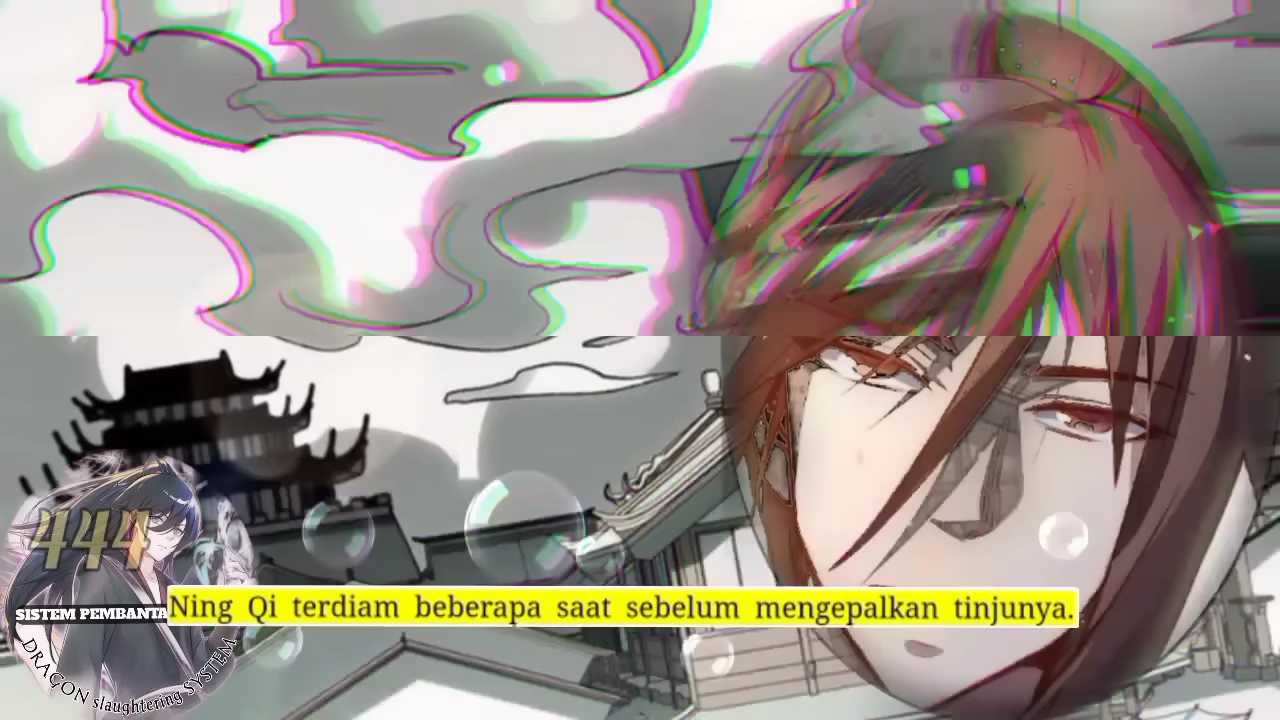 444
SISTEM PEMBANTA
Ning Qi terdiam beberapa saat sebelum mengepalkan tinjunya.
DRAGON slaughtering SYSTEM